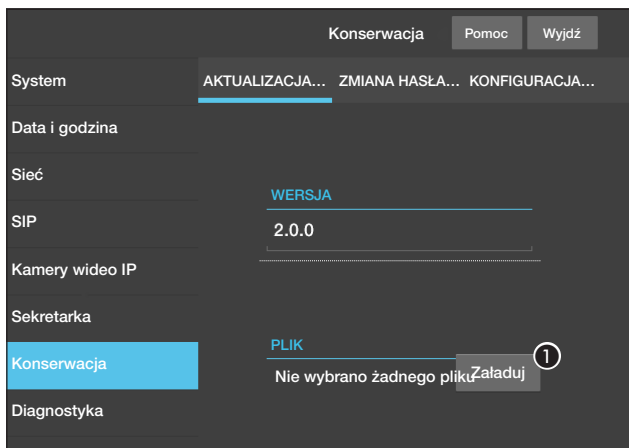 Konserwacja Pomoc Wyjdź
System
Data i godzina
Sieć
SIP
Kamery wideo IP
Sekretarka
Konserwacja
Diagnostyka
AKTUALIZACJA... ZMIANA HASŁA... KONFIGURACJA...
WERSJA
2.0.0
PLIK
Nie wybrano żadnego pliku Załaduj
1